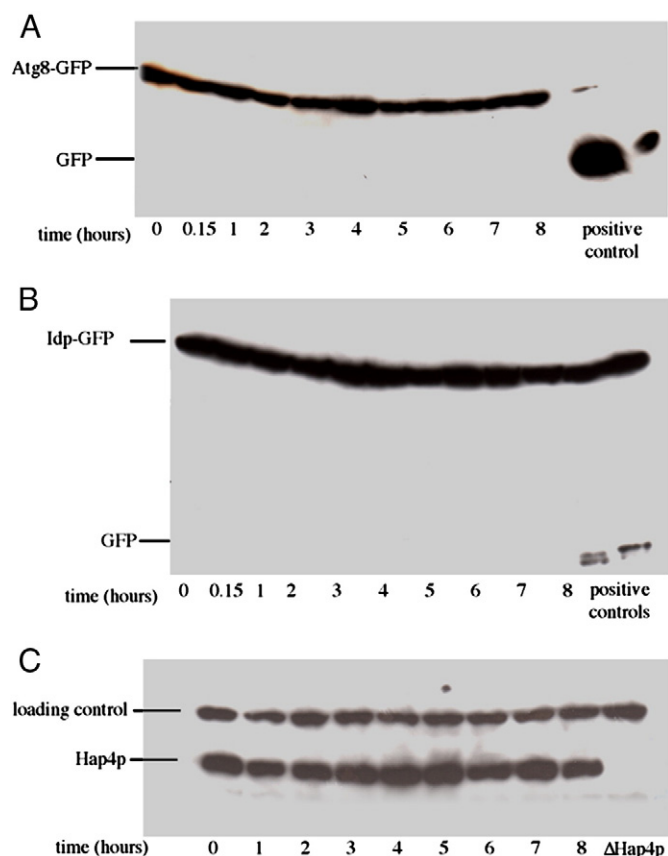 A
Atg8-GFP
GFP
time (hours) 0 0.15 1 2 3 4 5 6 7 8 positive
control
B
Idp-GFP
GFP
time (hours) 0 0.15 1 2 3 4 5 6 7 8 positive
controls
C
loading control
Hap4p
time (hours) 0 1 2 3 4 5 6 7 8 ΔHap4p